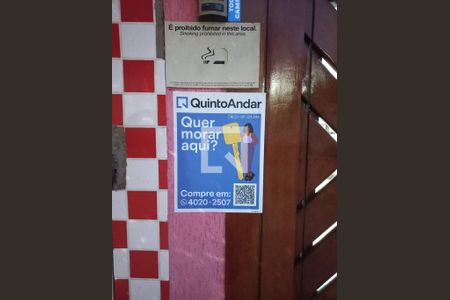 É proibido fumar neste local.
Smoking prohibited in this area.
QuintoAndar
Quer
morar
aqui?
Compre em:
4020-2507